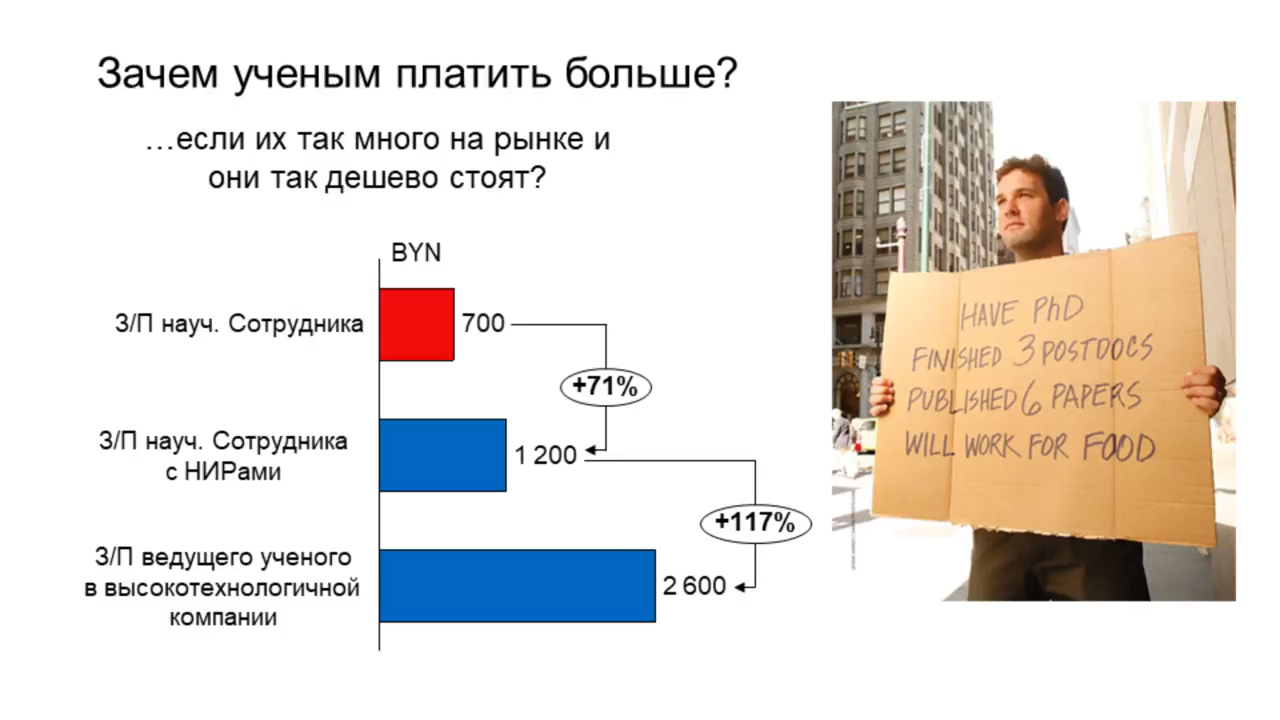 Зачем ученым платить больше?
…если их так много на рынке и
они так дешево стоят?
BYN
З/П науч. Сотрудника
700
+71%
З/П науч. Сотрудника
с НИРами
1 200
+117%
З/П ведущего ученого
в высокотехнологичной
компании
2 600
HAVE PhD
FINISHED 3 POSTDOCS
PUBLISHED 6 PAPERS
WILL WORK FOR FOOD